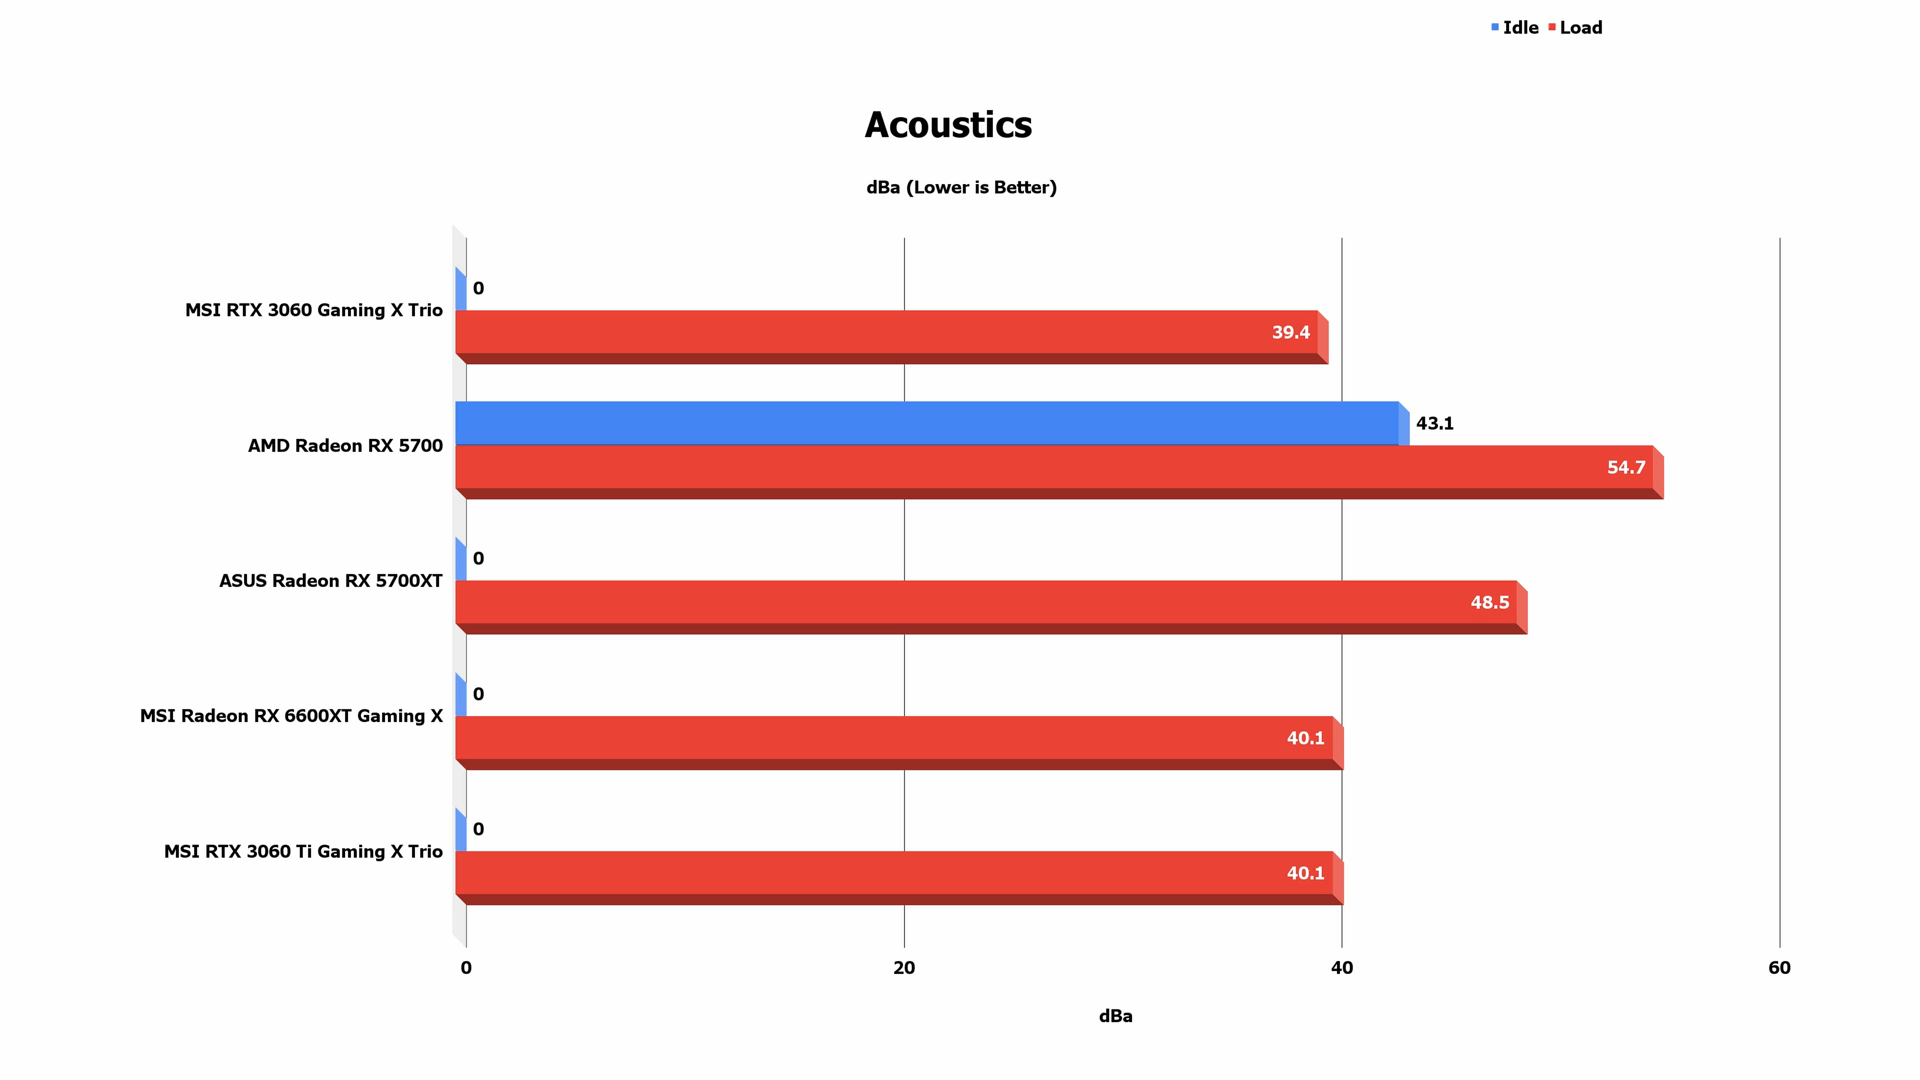 Idle Load
Acoustics
dBa (Lower is Better)
0
MSI RTX 3060 Gaming X Trio
39.4
43.1
AMD Radeon RX 5700
54.7
0
ASUS Radeon RX 5700XT
48.5
0
MSI Radeon RX 6600XT Gaming X
40.1
0
MSI RTX 3060 Ti Gaming X Trio
40.1
0 20 40 60
dBa